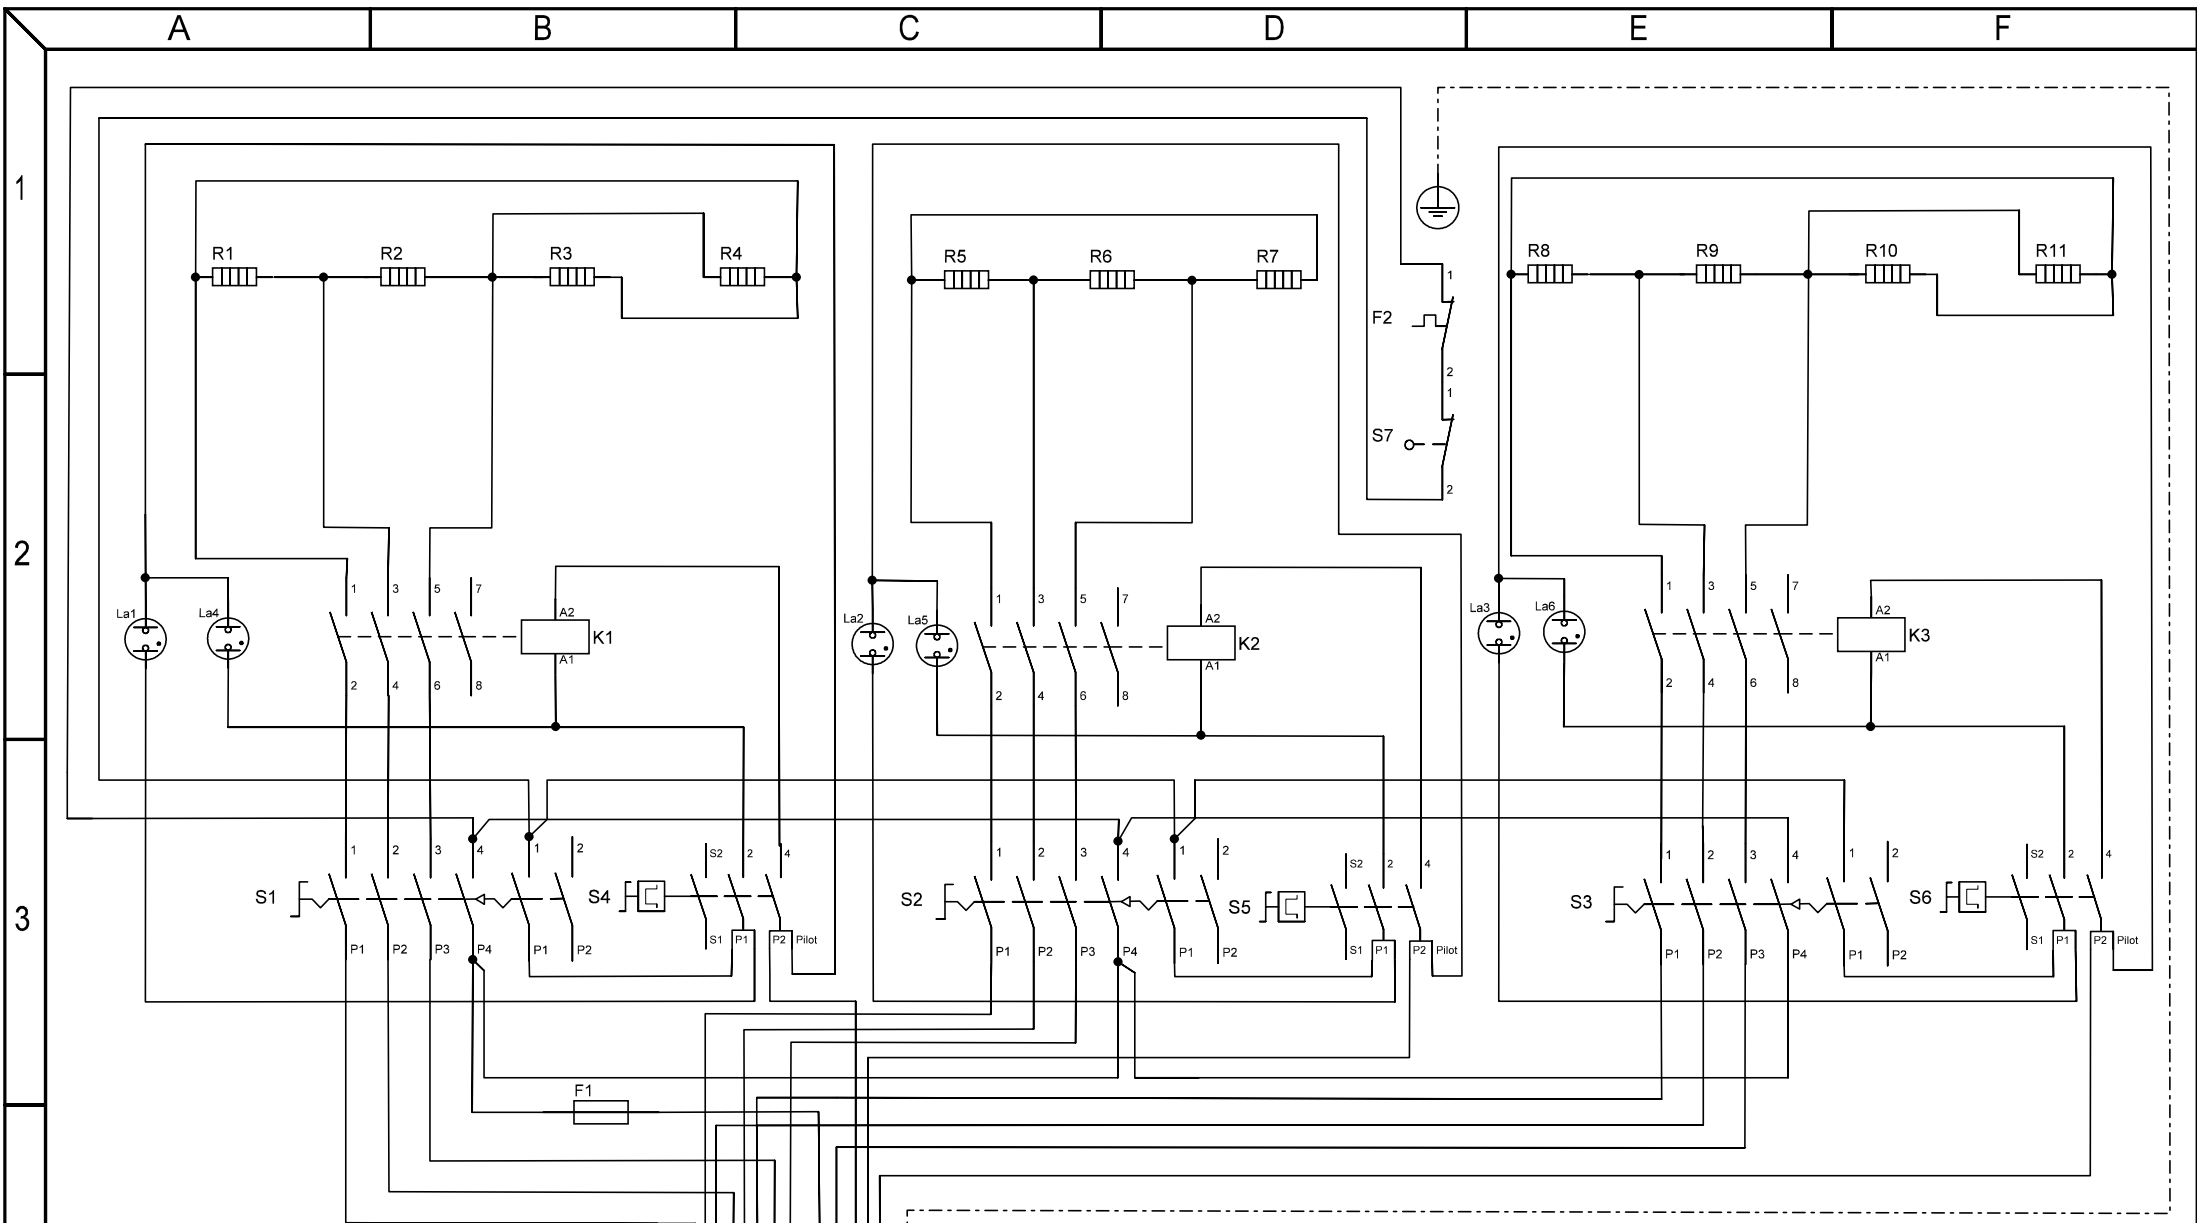 A B C D E F
1
R1 R2 R3 R4 R5 R6 R7 R8 R9 R10 R11
1
F2
2
1
S7
2
2
La1 La4 1 3 5 7 A2 K1 A1
2 4 6 8
La2 La5 1 3 5 7 A2 K2 A1
2 4 6 8
La3 La6 1 3 5 7 A2 K3 A1
2 4 6 8
3
1 2 3 4 1 2 S2 2 4
S1 S4
P1 P2 P3 P4 P1 P2 S1 P1 P2 Pilot
1 2 3 4 1 2 S2 2 4
S2 S5
P1 P2 P3 P4 P1 P2 S1 P1 P2 Pilot
1 2 3 4 1 2 S2 2 4
S3 S6
P1 P2 P3 P4 P1 P2 S1 P1 P2 Pilot
F1